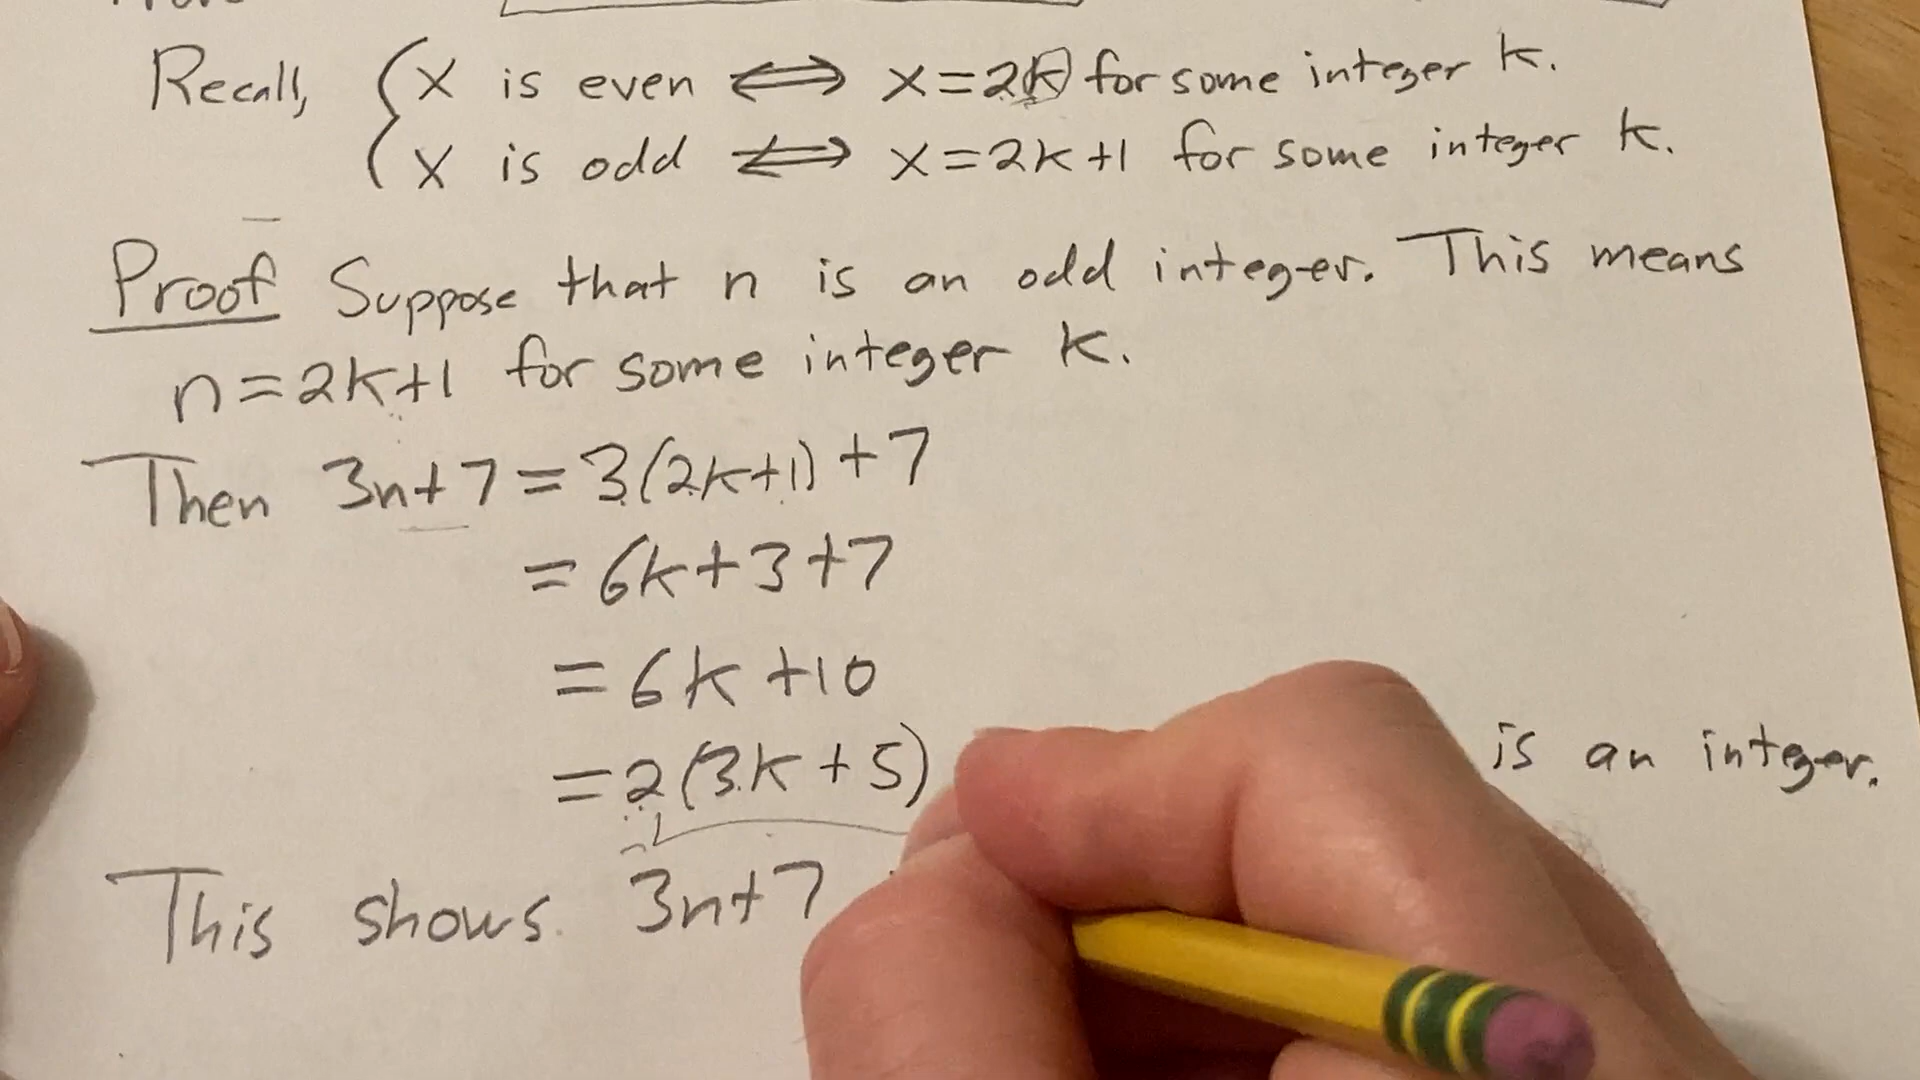 Recall, { x is even ⟺ x=2k for some integer k.
x is odd ⟺ x=2k+1 for some integer k.
Proof Suppose that n is an odd integer. This means
n=2k+1 for some integer k.
Then 3n+7=3(2k+1)+7
=6k+3+7
=6k+10
=2(3k+5) is an integer.
This shows 3n+7